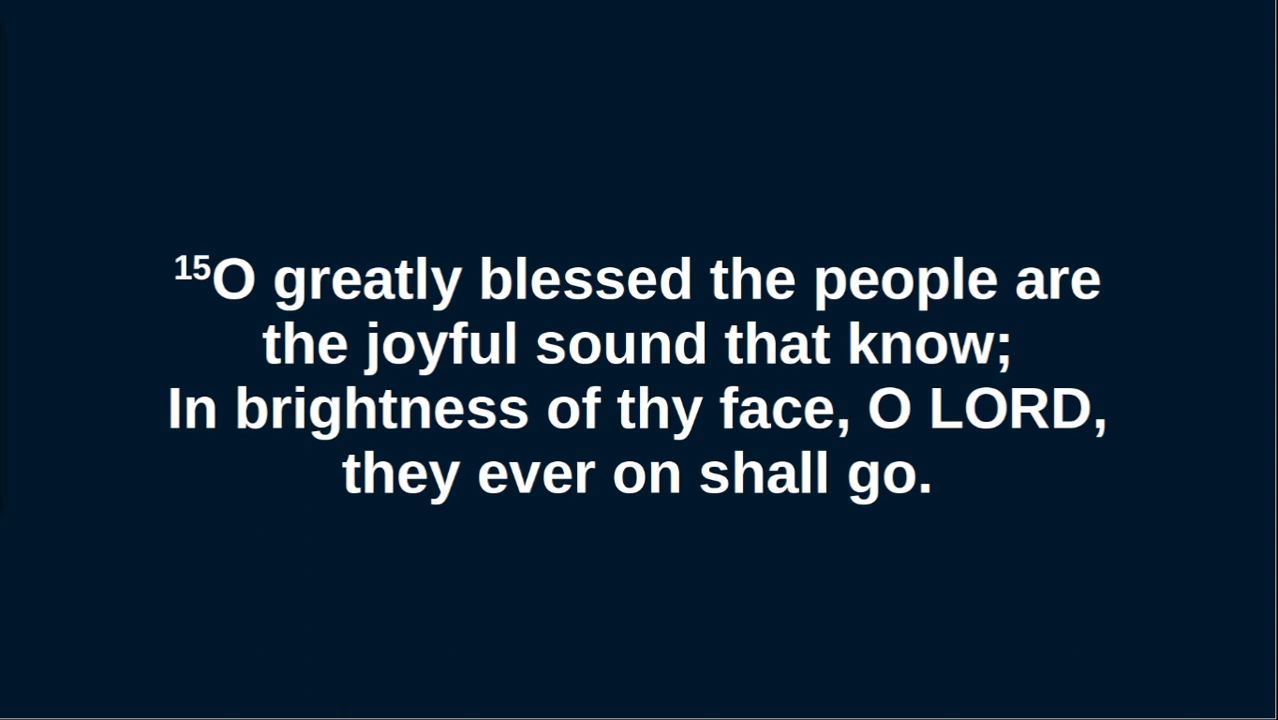 15O greatly blessed the people are
the joyful sound that know;
In brightness of thy face, O LORD,
they ever on shall go.